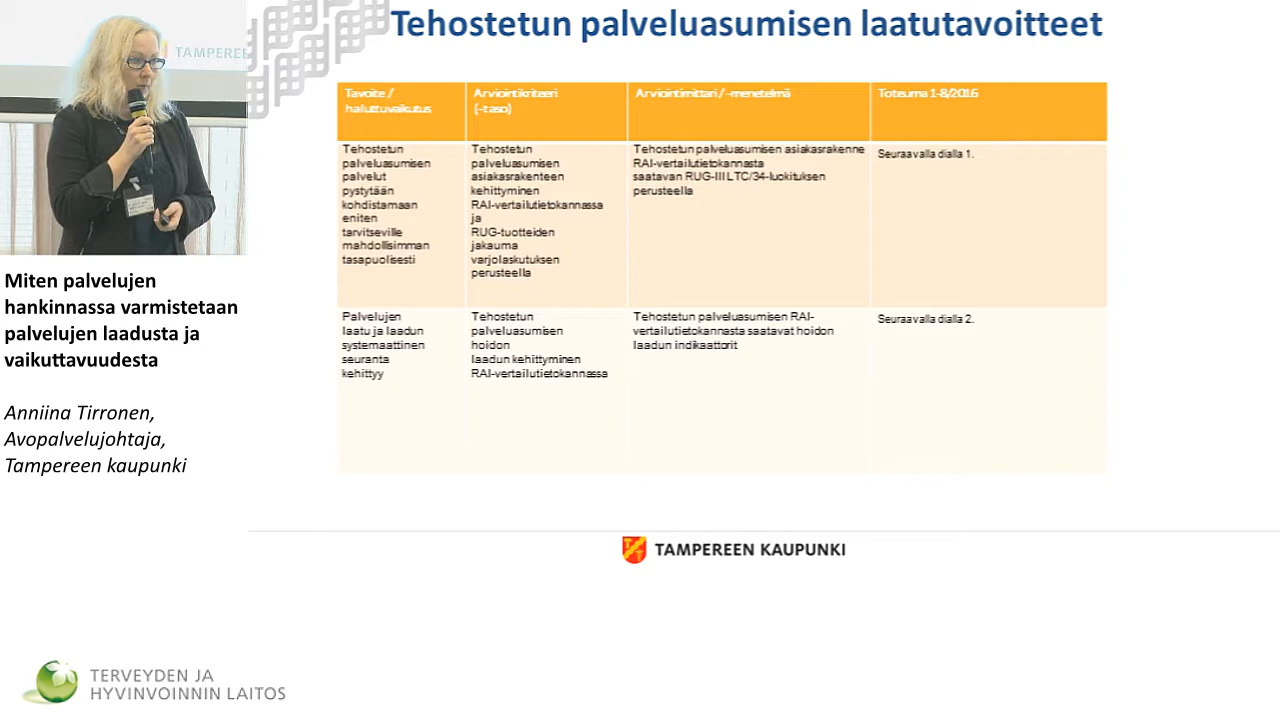 TAMPEREE
Tehostetun palveluasumisen laatutavoitteet
Tavoite /
haluttu vaikutus
Arviointikriteeri
(-taso)
Arviointimittari / -menetelmä
Toteuma 1-8/2016
Tehostetun
palveluasumisen
palvelut
pystytään
kohdistamaan
eniten
tarvitseville
mahdollisimman
tasapuolisesti
Tehostetun
palveluasumisen
asiakasrakenteen
kehittyminen
RAI-vertailutietokannassa
ja
RUG-tuotteiden
jakauma
varjolaskutuksen
perusteella
Tehostetun palveluasumisen asiakasrakenne
RAI-vertailutietokannasta
saatavan RUG-III LTC/34-luokituksen
perusteella
Seuraavalla dialla 1.
Palvelujen
laatu ja laadun
systemaattinen
seuranta
kehittyy
Tehostetun
palveluasumisen
hoidon
laadun kehittyminen
RAI-vertailutietokannassa
Tehostetun palveluasumisen RAI-
vertailutietokannasta saatavat hoidon
laadun indikaattorit
Seuraavalla dialla 2.
Miten palvelujen
hankinnassa varmistetaan
palvelujen laadusta ja
vaikuttavuudesta
Anniina Tirronen,
Avopalvelujohtaja,
Tampereen kaupunki
TAMPEREEN KAUPUNKI
TERVEYDEN JA
HYVINVOINNIN LAITOS